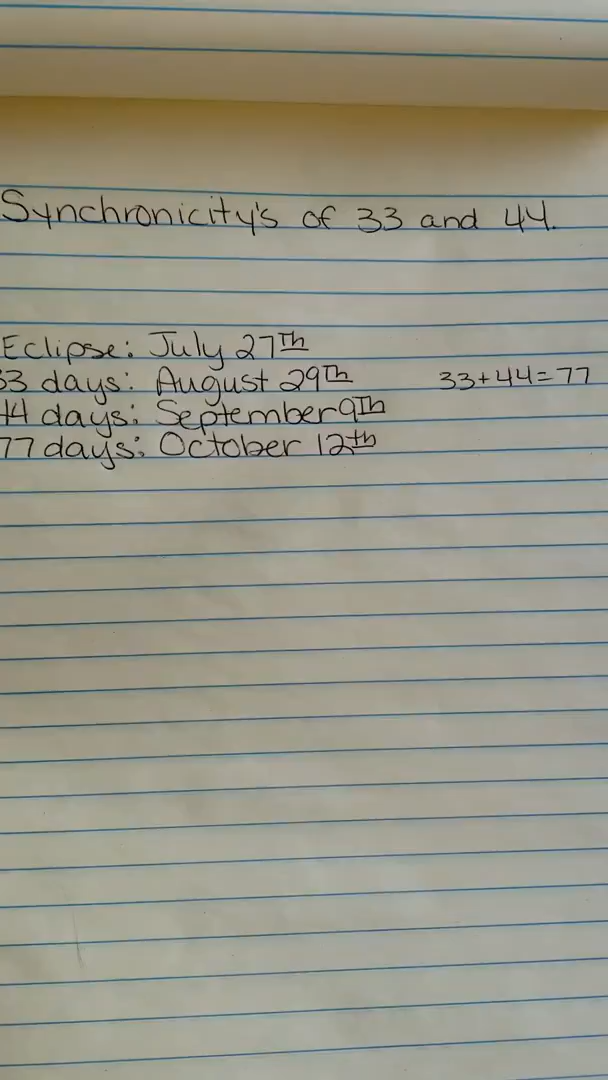 Synchronicity's of 33 and 44.
Eclipse: July 27Th
33 days: August 29Th 33+44=77
44 days: September 9Th
77 days: October 12th